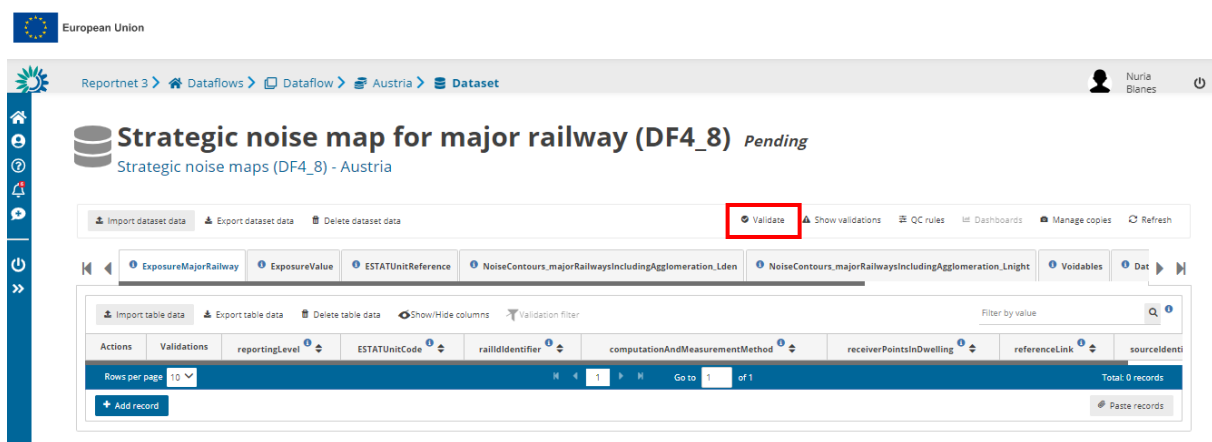 European Union
Reportnet 3 Dataflows Dataflow Austria Dataset
Nuria
Blanes
Strategic noise map for major railway (DF4_8) Pending
Strategic noise maps (DF4_8) - Austria
Import dataset data Export dataset data Delete dataset data Validate Show validations QC rules Dashboards Manage copies Refresh
ExposureMajorRailway ExposureValue ESTATUnitReference NoiseContours_majorRailwaysIncludingAgglomeration_Lden NoiseContours_majorRailwaysIncludingAgglomeration_Lnight Voidables Dat
Import table data Export table data Delete table data Show/Hide columns Validation filter Filter by value
Actions Validations reportingLevel ESTATUnitCode railIdIdentifier computationAndMeasurementMethod receiverPointsInDwelling referenceLink sourceIdenti
Rows per page 10 1 Go to 1 of 1 Total: 0 records
+ Add record Paste records